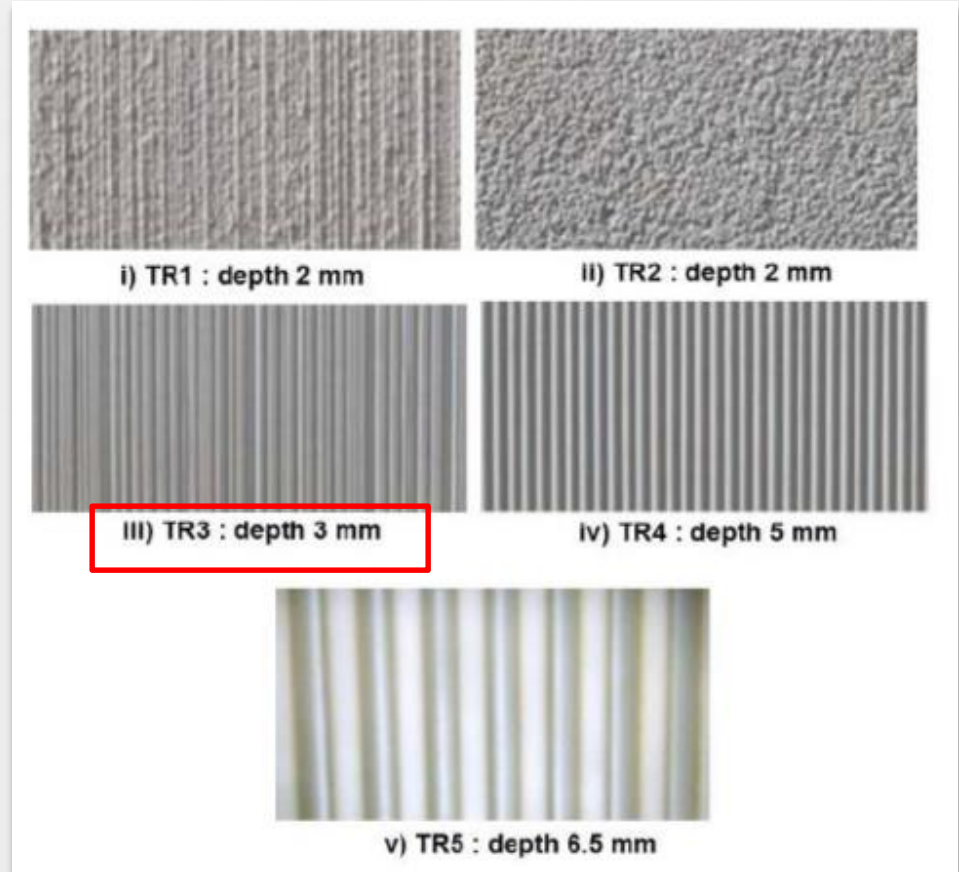 i) TR1 : depth 2 mm
ii) TR2 : depth 2 mm
iii) TR3 : depth 3 mm
iv) TR4 : depth 5 mm
v) TR5 : depth 6.5 mm